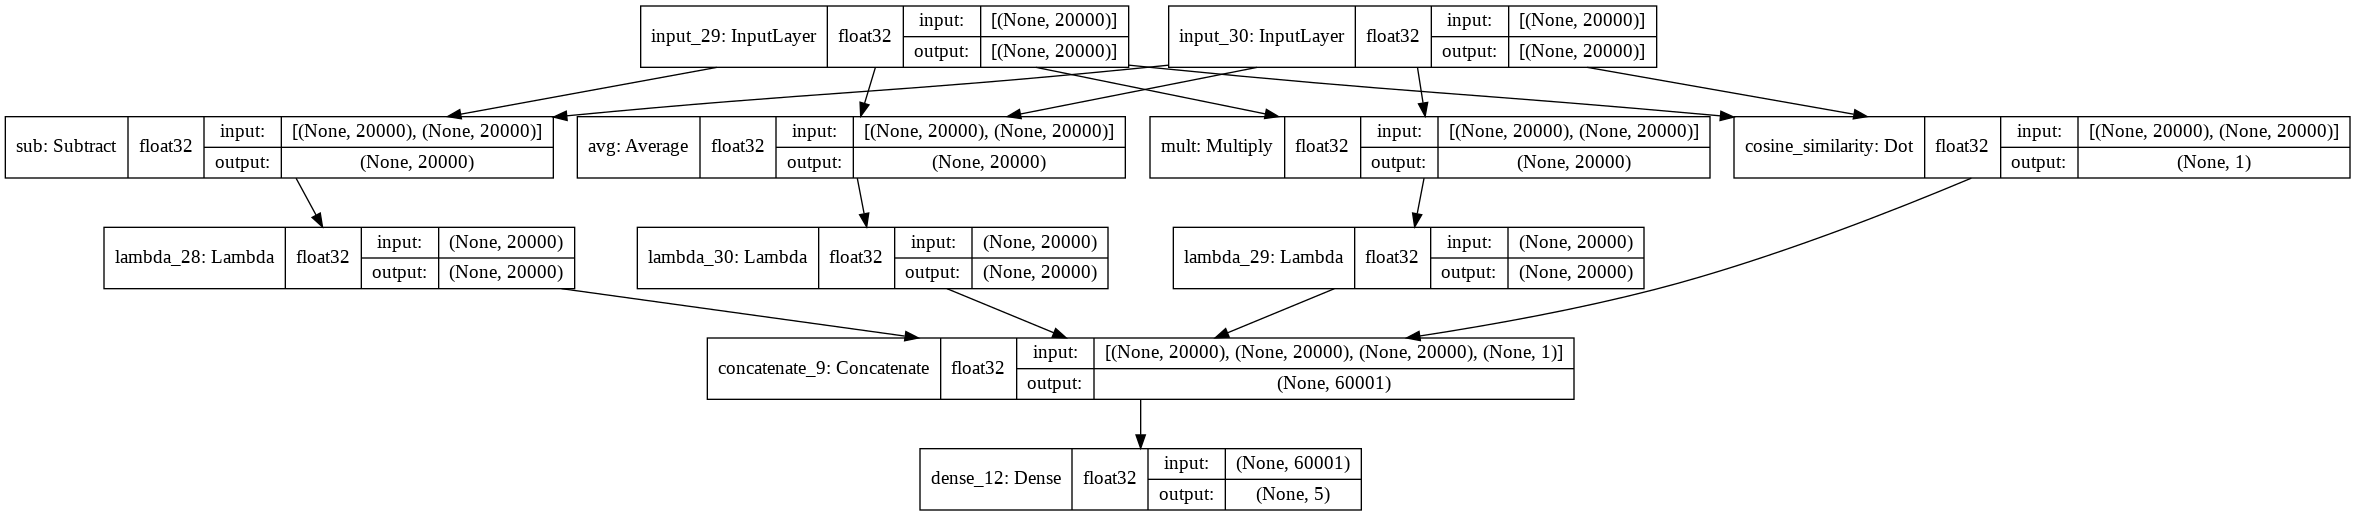 input_29: InputLayer float32 input: [(None, 20000)]
output: [(None, 20000)]
input_30: InputLayer float32 input: [(None, 20000)]
output: [(None, 20000)]
sub: Subtract float32 input: [(None, 20000), (None, 20000)]
output: (None, 20000)
avg: Average float32 input: [(None, 20000), (None, 20000)]
output: (None, 20000)
mult: Multiply float32 input: [(None, 20000), (None, 20000)]
output: (None, 20000)
cosine_similarity: Dot float32 input: [(None, 20000), (None, 20000)]
output: (None, 1)
lambda_28: Lambda float32 input: (None, 20000)
output: (None, 20000)
lambda_30: Lambda float32 input: (None, 20000)
output: (None, 20000)
lambda_29: Lambda float32 input: (None, 20000)
output: (None, 20000)
concatenate_9: Concatenate float32 input: [(None, 20000), (None, 20000), (None, 20000), (None, 1)]
output: (None, 60001)
dense_12: Dense float32 input: (None, 60001)
output: (None, 5)